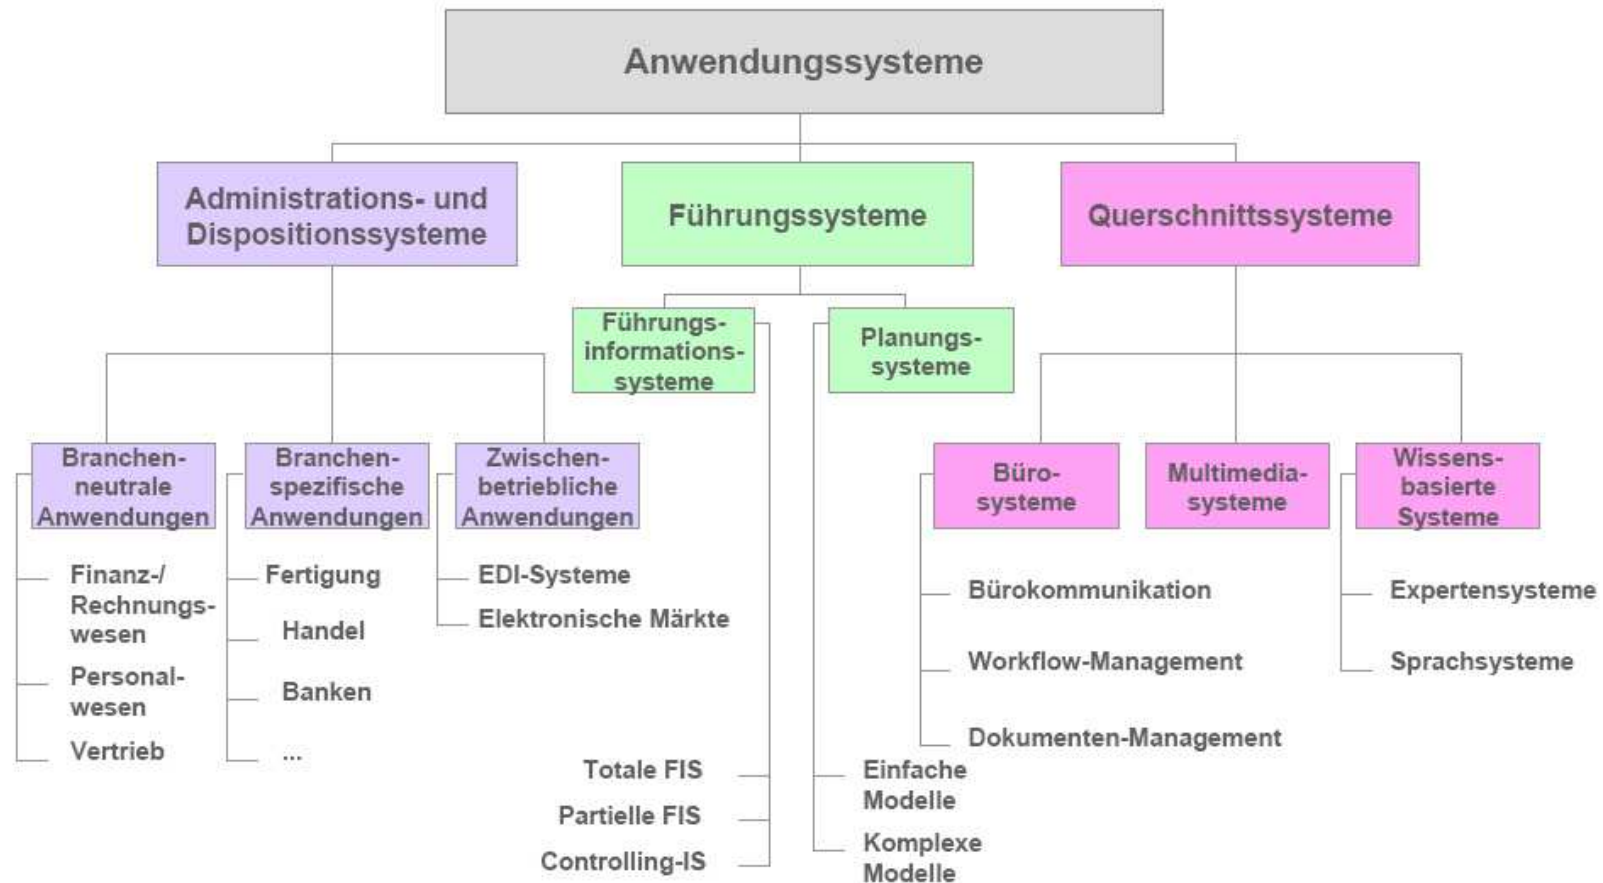 Anwendungssysteme
Administrations- und
Dispositionssysteme
Führungssysteme
Querschnittssysteme
Führungs-
informations-
systeme
Planungs-
systeme
Branchen-
neutrale
Anwendungen
Branchen-
spezifische
Anwendungen
Zwischen-
betriebliche
Anwendungen
Büro-
systeme
Multimedia-
systeme
Wissens-
basierte
Systeme
Finanz-/
Rechnungs-
wesen
Personal-
wesen
Vertrieb
Fertigung
Handel
Banken
...
EDI-Systeme
Elektronische Märkte
Totale FIS
Partielle FIS
Controlling-IS
Einfache
Modelle
Komplexe
Modelle
Bürokommunikation
Workflow-Management
Dokumenten-Management
Expertensysteme
Sprachsysteme